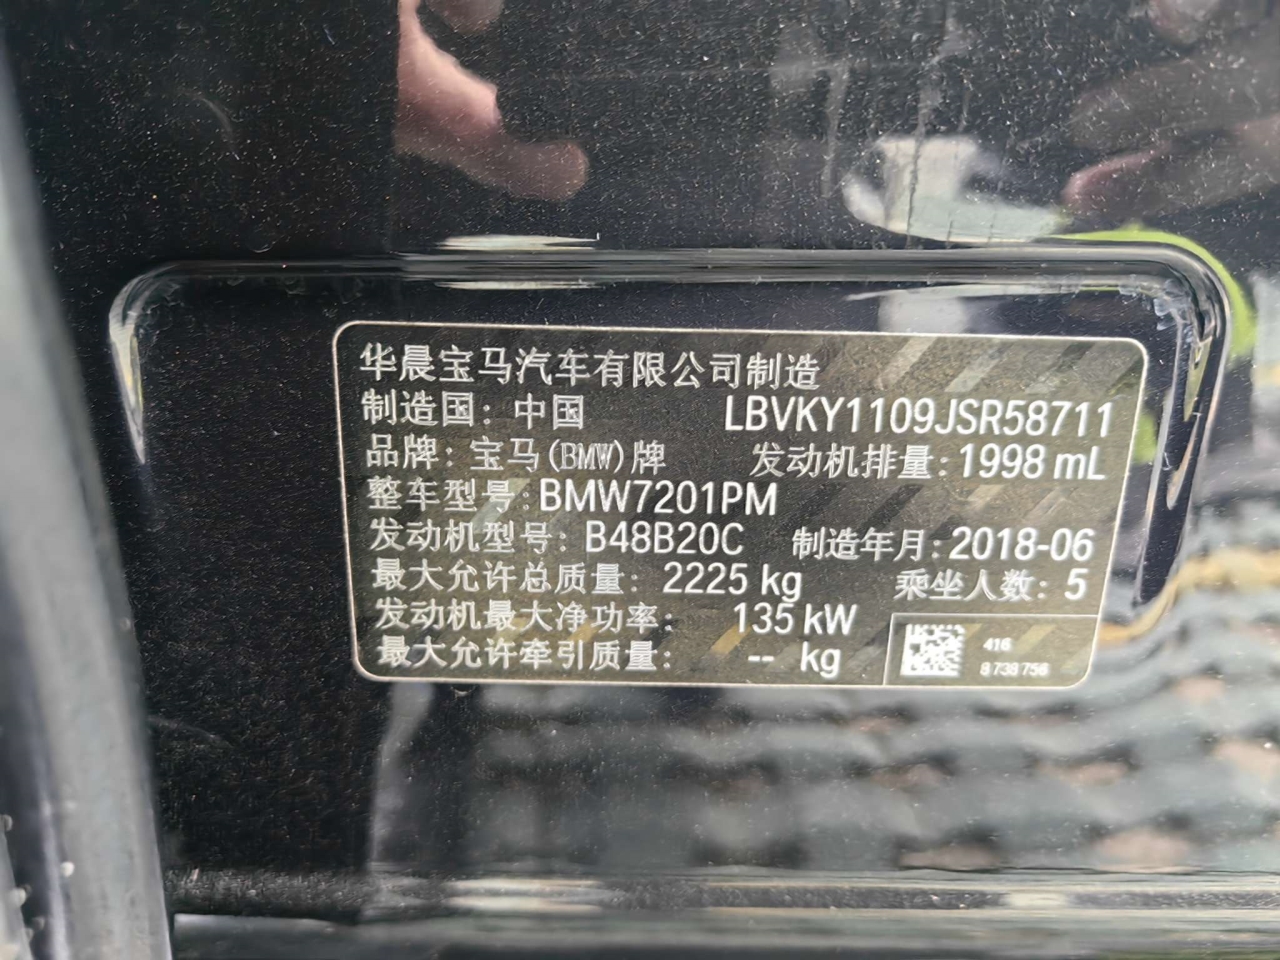 华晨宝马汽车有限公司制造
制造国：中国 LBVKY1109JSR58711
品牌：宝马(BMW)牌 发动机排量：1998 mL
整车型号：BMW7201PM
发动机型号：B48B20C 制造年月：2018-06
最大允许总质量：2225 kg 乘坐人数：5
发动机最大净功率：135 kW
最大允许牵引质量：-- kg
416
8 738 756